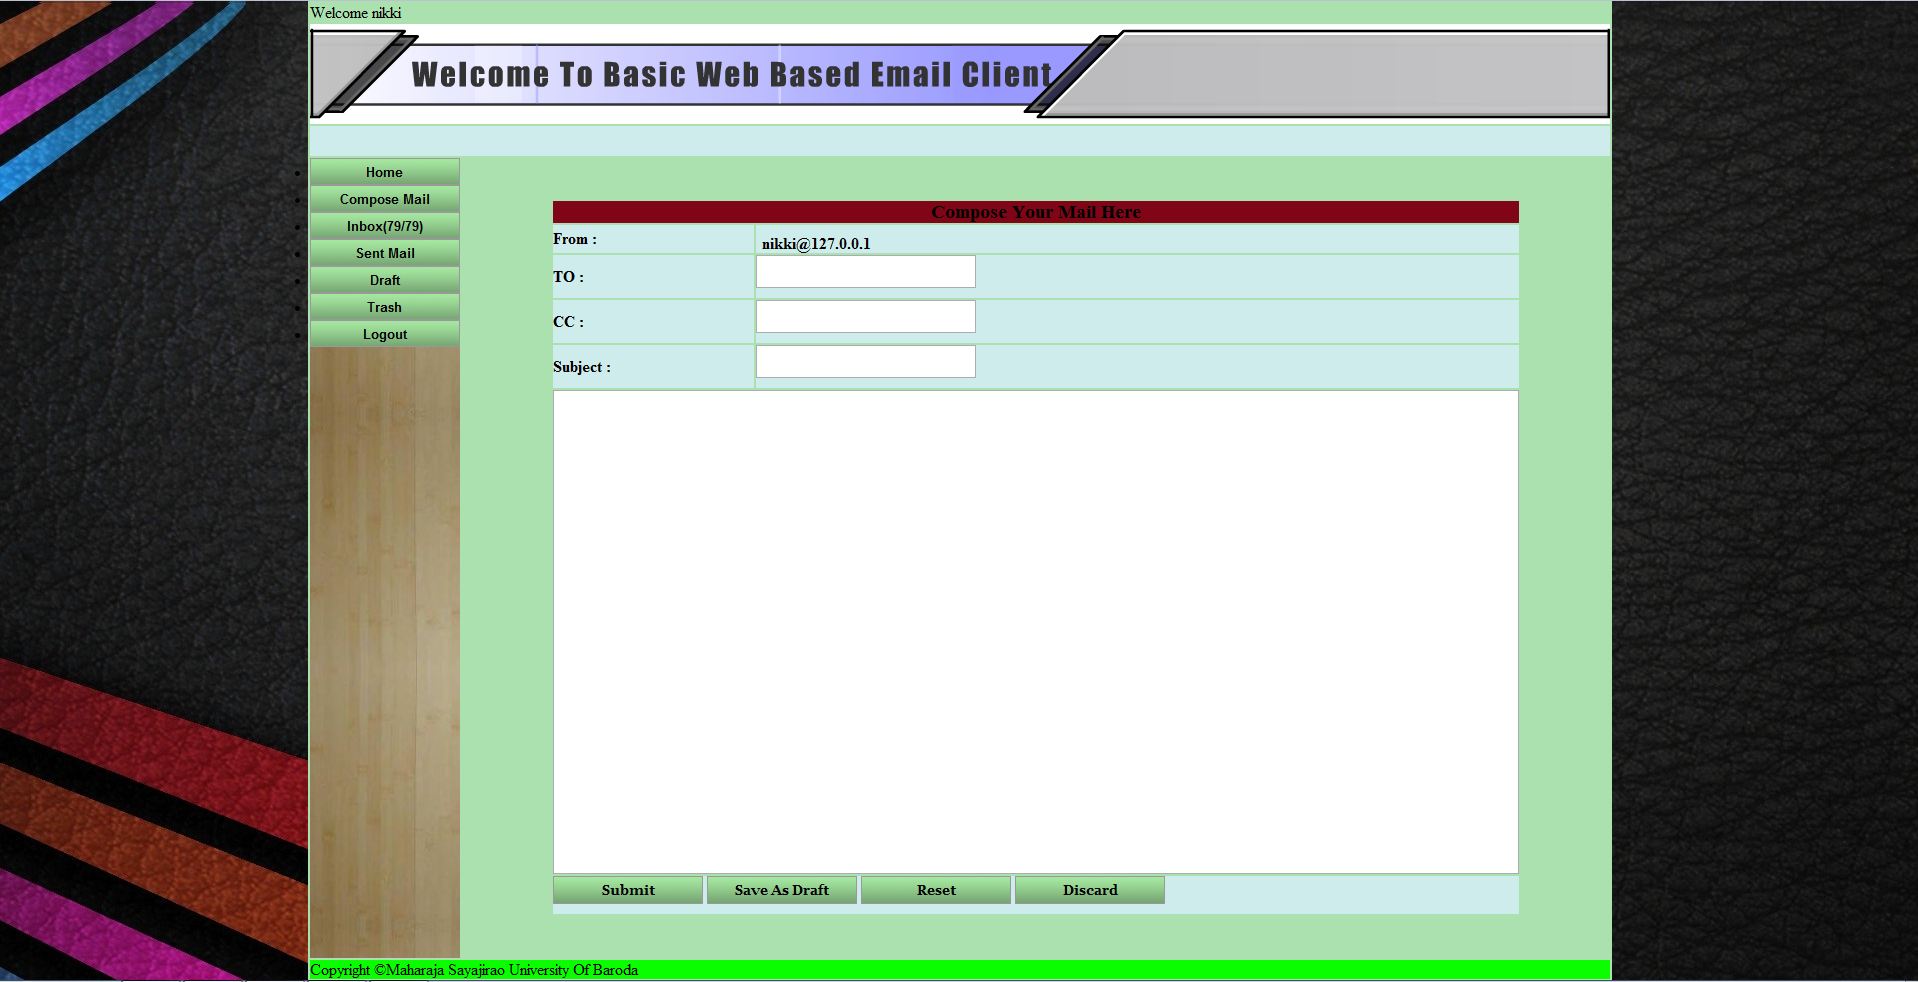 Welcome nikki
Welcome To Basic Web Based Email Client
Home
Compose Mail
Inbox(79/79)
Sent Mail
Draft
Trash
Logout
Compose Your Mail Here
From :
nikki@127.0.0.1
TO :
CC :
Subject :
Submit Save As Draft Reset Discard
Copyright ©Maharaja Sayajirao University Of Baroda